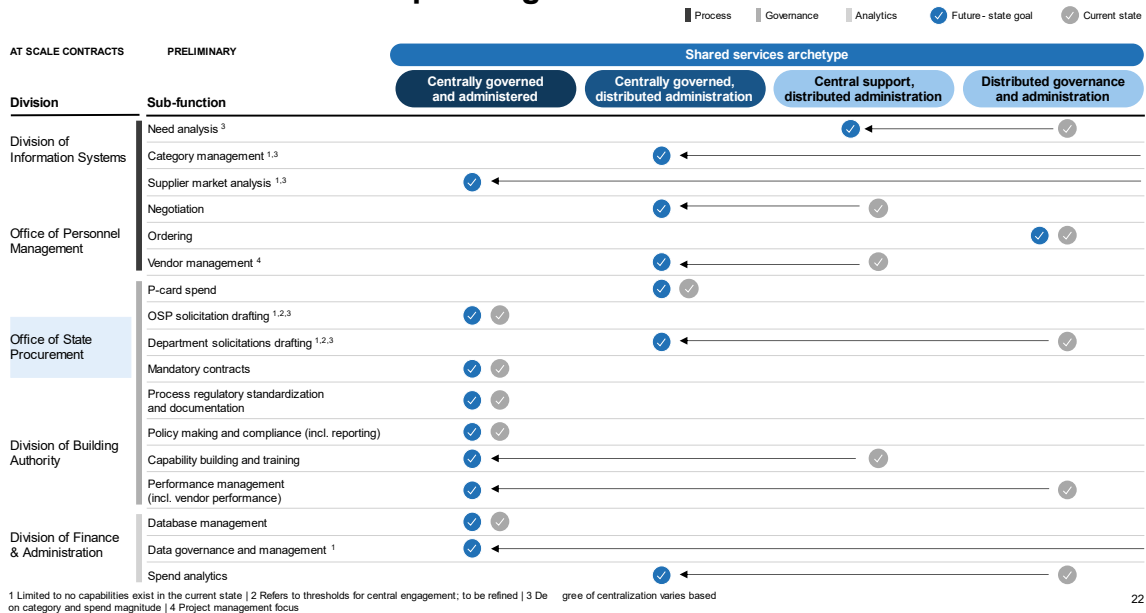 Process Governance Analytics Future-state goal Current state
AT SCALE CONTRACTS PRELIMINARY
Shared services archetype
Division Sub-function
Centrally governed
and administered
Centrally governed,
distributed administration
Central support,
distributed administration
Distributed governance
and administration
Division of
Information Systems
Need analysis 3
Category management 1,3
Supplier market analysis 1,3
Negotiation
Office of Personnel
Management
Ordering
Vendor management 4
P-card spend
OSP solicitation drafting 1,2,3
Office of State
Procurement
Department solicitations drafting 1,2,3
Mandatory contracts
Process regulatory standardization
and documentation
Policy making and compliance (incl. reporting)
Division of Building
Authority
Capability building and training
Performance management
(incl. vendor performance)
Database management
Division of Finance
& Administration
Data governance and management 1
Spend analytics
1 Limited to no capabilities exist in the current state | 2 Refers to thresholds for central engagement; to be refined | 3 De gree of centralization varies based
on category and spend magnitude | 4 Project management focus
22